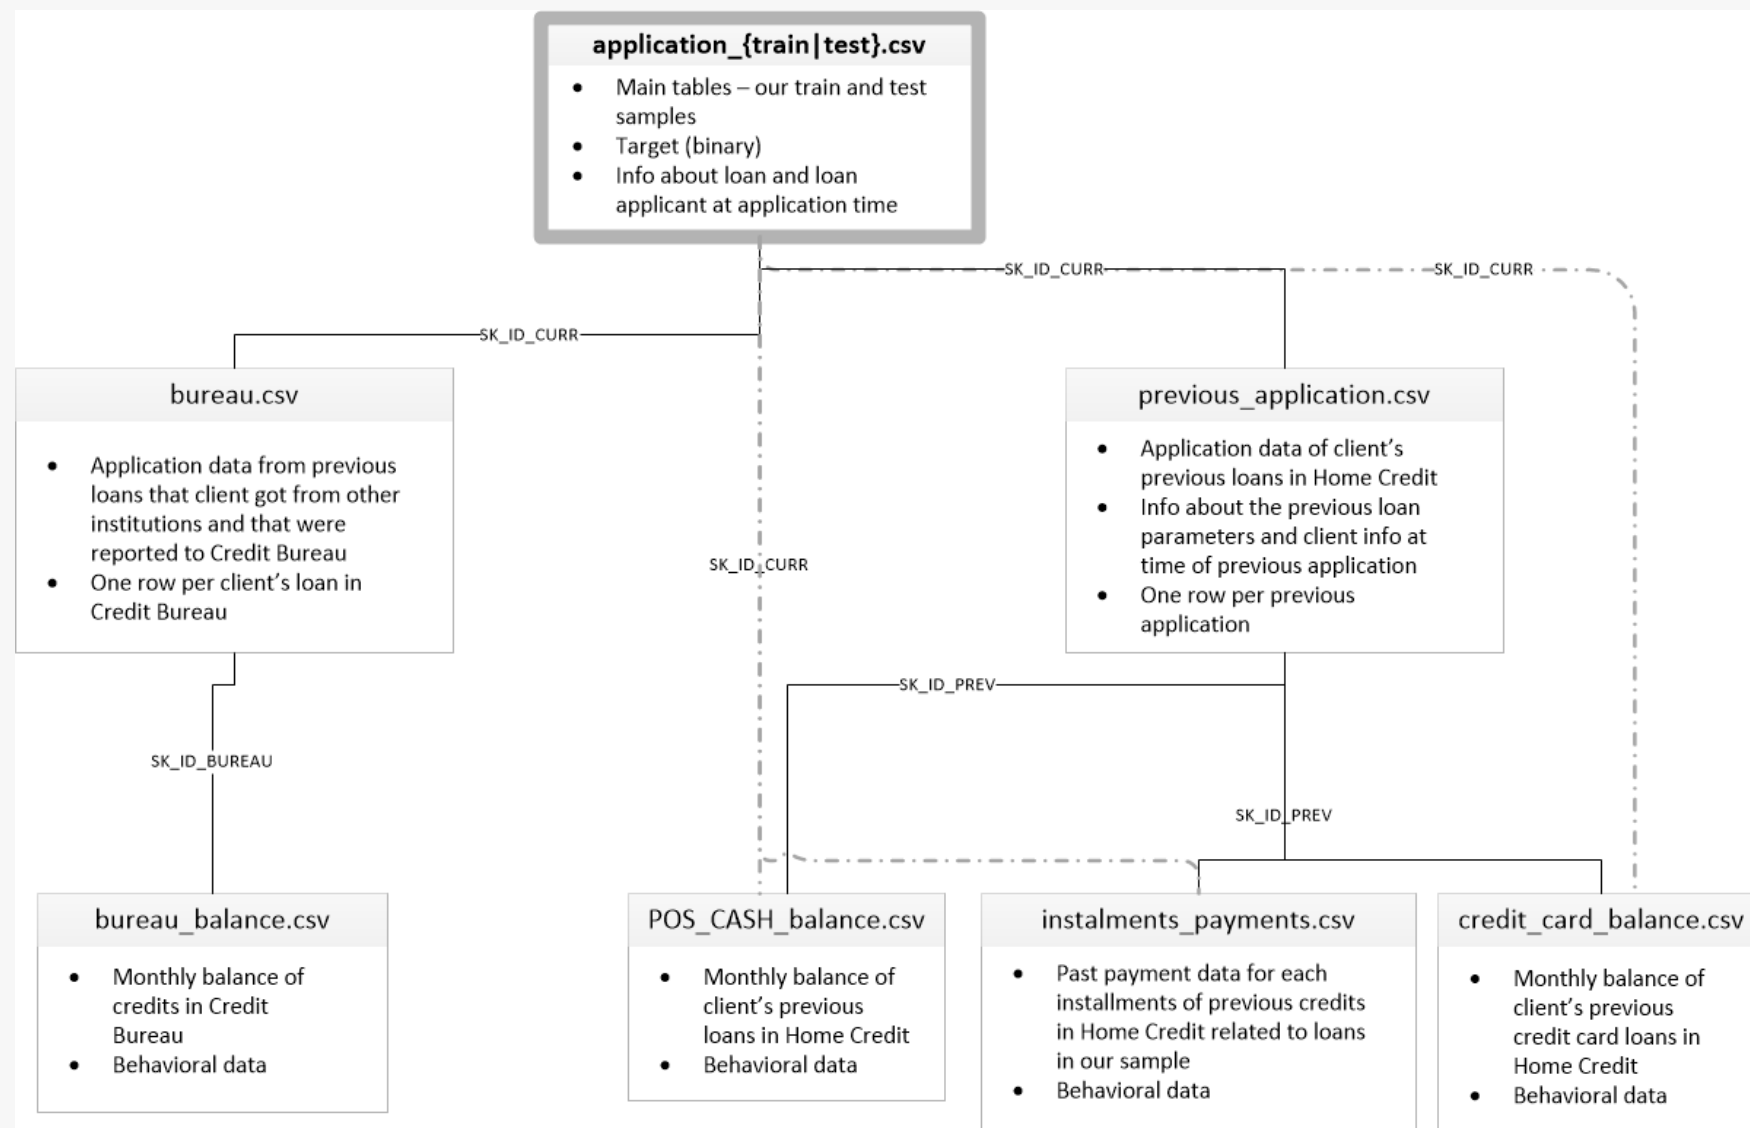 application_{train|test}.csv
• Main tables – our train and test
samples
• Target (binary)
• Info about loan and loan
applicant at application time
SK_ID_CURR
SK_ID_CURR
SK_ID_CURR
bureau.csv
• Application data from previous
loans that client got from other
institutions and that were
reported to Credit Bureau
• One row per client’s loan in
Credit Bureau
SK_ID_CURR
previous_application.csv
• Application data of client’s
previous loans in Home Credit
• Info about the previous loan
parameters and client info at
time of previous application
• One row per previous
application
SK_ID_PREV
SK_ID_BUREAU
SK_ID_PREV
bureau_balance.csv
• Monthly balance of
credits in Credit
Bureau
• Behavioral data
POS_CASH_balance.csv
• Monthly balance of
client’s previous
loans in Home Credit
• Behavioral data
instalments_payments.csv
• Past payment data for each
installments of previous credits
in Home Credit related to loans
in our sample
• Behavioral data
credit_card_balance.csv
• Monthly balance of
client’s previous
credit card loans in
Home Credit
• Behavioral data